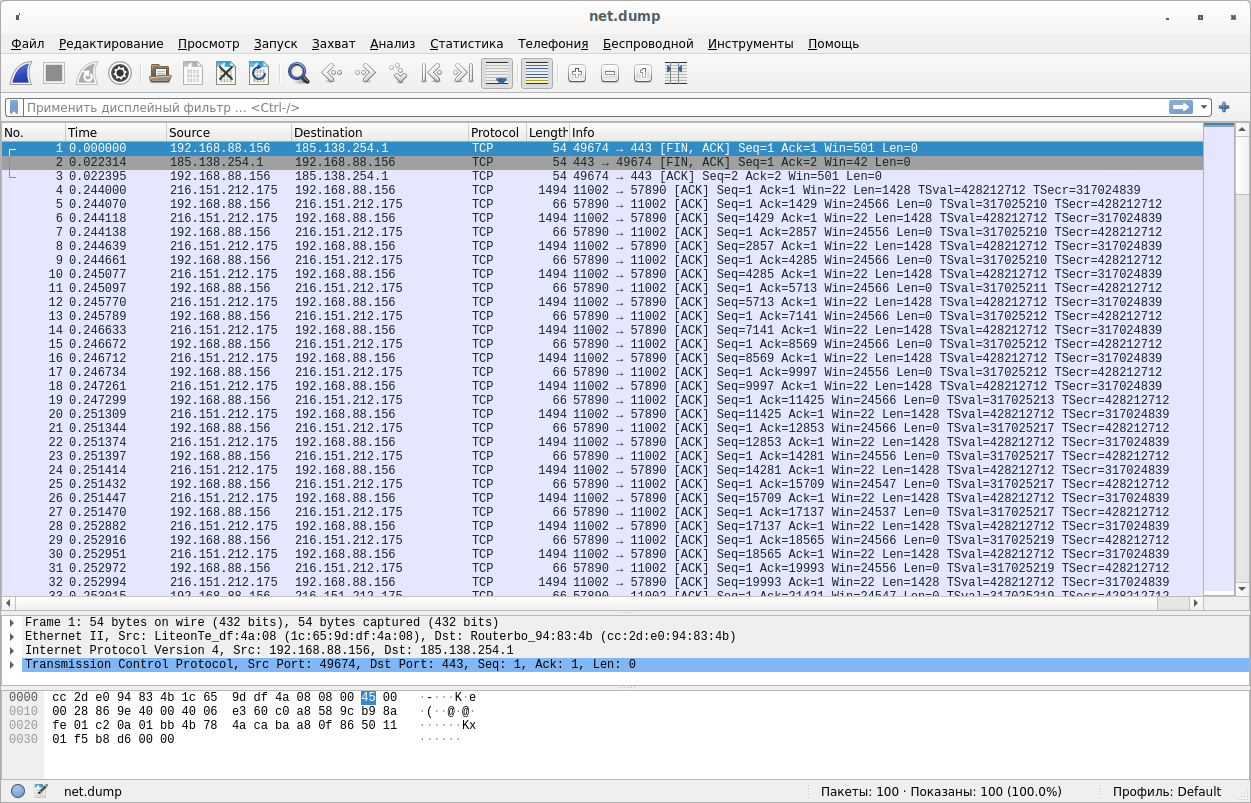 net.dump
Файл Редактирование Просмотр Запуск Захват Анализ Статистика Телефония Беспроводной Инструменты Помощь
Применить дисплейный фильтр ... <Ctrl-/>
No. Time Source Destination Protocol Length Info
1 0.000000 192.168.88.156 185.138.254.1 TCP 54 49674 → 443 [FIN, ACK] Seq=1 Ack=1 Win=501 Len=0
2 0.022314 185.138.254.1 192.168.88.156 TCP 54 443 → 49674 [FIN, ACK] Seq=1 Ack=2 Win=42 Len=0
3 0.022395 192.168.88.156 185.138.254.1 TCP 54 49674 → 443 [ACK] Seq=2 Ack=2 Win=501 Len=0
4 0.244000 216.151.212.175 192.168.88.156 TCP 1494 11002 → 57890 [ACK] Seq=1 Ack=1 Win=22 Len=1428 TSval=428212712 TSecr=317024839
5 0.244070 192.168.88.156 216.151.212.175 TCP 66 57890 → 11002 [ACK] Seq=1 Ack=1429 Win=24566 Len=0 TSval=317025210 TSecr=428212712
6 0.244118 216.151.212.175 192.168.88.156 TCP 1494 11002 → 57890 [ACK] Seq=1429 Ack=1 Win=22 Len=1428 TSval=428212712 TSecr=317024839
7 0.244138 192.168.88.156 216.151.212.175 TCP 66 57890 → 11002 [ACK] Seq=1 Ack=2857 Win=24556 Len=0 TSval=317025210 TSecr=428212712
8 0.244639 216.151.212.175 192.168.88.156 TCP 1494 11002 → 57890 [ACK] Seq=2857 Ack=1 Win=22 Len=1428 TSval=428212712 TSecr=317024839
9 0.244661 192.168.88.156 216.151.212.175 TCP 66 57890 → 11002 [ACK] Seq=1 Ack=4285 Win=24566 Len=0 TSval=317025210 TSecr=428212712
10 0.245077 216.151.212.175 192.168.88.156 TCP 1494 11002 → 57890 [ACK] Seq=4285 Ack=1 Win=22 Len=1428 TSval=428212712 TSecr=317024839
11 0.245097 192.168.88.156 216.151.212.175 TCP 66 57890 → 11002 [ACK] Seq=1 Ack=5713 Win=24566 Len=0 TSval=317025211 TSecr=428212712
12 0.245770 216.151.212.175 192.168.88.156 TCP 1494 11002 → 57890 [ACK] Seq=5713 Ack=1 Win=22 Len=1428 TSval=428212712 TSecr=317024839
13 0.245789 192.168.88.156 216.151.212.175 TCP 66 57890 → 11002 [ACK] Seq=1 Ack=7141 Win=24566 Len=0 TSval=317025212 TSecr=428212712
14 0.246633 216.151.212.175 192.168.88.156 TCP 1494 11002 → 57890 [ACK] Seq=7141 Ack=1 Win=22 Len=1428 TSval=428212712 TSecr=317024839
15 0.246672 192.168.88.156 216.151.212.175 TCP 66 57890 → 11002 [ACK] Seq=1 Ack=8569 Win=24566 Len=0 TSval=317025212 TSecr=428212712
16 0.246712 216.151.212.175 192.168.88.156 TCP 1494 11002 → 57890 [ACK] Seq=8569 Ack=1 Win=22 Len=1428 TSval=428212712 TSecr=317024839
17 0.246734 192.168.88.156 216.151.212.175 TCP 66 57890 → 11002 [ACK] Seq=1 Ack=9997 Win=24556 Len=0 TSval=317025212 TSecr=428212712
18 0.247261 216.151.212.175 192.168.88.156 TCP 1494 11002 → 57890 [ACK] Seq=9997 Ack=1 Win=22 Len=1428 TSval=428212712 TSecr=317024839
19 0.247299 192.168.88.156 216.151.212.175 TCP 66 57890 → 11002 [ACK] Seq=1 Ack=11425 Win=24566 Len=0 TSval=317025213 TSecr=428212712
20 0.251309 216.151.212.175 192.168.88.156 TCP 1494 11002 → 57890 [ACK] Seq=11425 Ack=1 Win=22 Len=1428 TSval=428212712 TSecr=317024839
21 0.251344 192.168.88.156 216.151.212.175 TCP 66 57890 → 11002 [ACK] Seq=1 Ack=12853 Win=24566 Len=0 TSval=317025217 TSecr=428212712
22 0.251374 216.151.212.175 192.168.88.156 TCP 1494 11002 → 57890 [ACK] Seq=12853 Ack=1 Win=22 Len=1428 TSval=428212712 TSecr=317024839
23 0.251397 192.168.88.156 216.151.212.175 TCP 66 57890 → 11002 [ACK] Seq=1 Ack=14281 Win=24556 Len=0 TSval=317025217 TSecr=428212712
24 0.251414 216.151.212.175 192.168.88.156 TCP 1494 11002 → 57890 [ACK] Seq=14281 Ack=1 Win=22 Len=1428 TSval=428212712 TSecr=317024839
25 0.251432 192.168.88.156 216.151.212.175 TCP 66 57890 → 11002 [ACK] Seq=1 Ack=15709 Win=24547 Len=0 TSval=317025217 TSecr=428212712
26 0.251447 216.151.212.175 192.168.88.156 TCP 1494 11002 → 57890 [ACK] Seq=15709 Ack=1 Win=22 Len=1428 TSval=428212712 TSecr=317024839
27 0.251470 192.168.88.156 216.151.212.175 TCP 66 57890 → 11002 [ACK] Seq=1 Ack=17137 Win=24537 Len=0 TSval=317025217 TSecr=428212712
28 0.252882 216.151.212.175 192.168.88.156 TCP 1494 11002 → 57890 [ACK] Seq=17137 Ack=1 Win=22 Len=1428 TSval=428212712 TSecr=317024839
29 0.252916 192.168.88.156 216.151.212.175 TCP 66 57890 → 11002 [ACK] Seq=1 Ack=18565 Win=24566 Len=0 TSval=317025219 TSecr=428212712
30 0.252951 216.151.212.175 192.168.88.156 TCP 1494 11002 → 57890 [ACK] Seq=18565 Ack=1 Win=22 Len=1428 TSval=428212712 TSecr=317024839
31 0.252972 192.168.88.156 216.151.212.175 TCP 66 57890 → 11002 [ACK] Seq=1 Ack=19993 Win=24556 Len=0 TSval=317025219 TSecr=428212712
32 0.252994 216.151.212.175 192.168.88.156 TCP 1494 11002 → 57890 [ACK] Seq=19993 Ack=1 Win=22 Len=1428 TSval=428212712 TSecr=317024839
33 0.253015 192.168.88.156 216.151.212.175 TCP 66 57890 → 11002 [ACK] Seq=1 Ack=21421 Win=24547 Len=0 TSval=317025219 TSecr=428212712
Frame 1: 54 bytes on wire (432 bits), 54 bytes captured (432 bits)
Ethernet II, Src: LiteonTe_df:4a:08 (1c:65:9d:df:4a:08), Dst: Routerbo_94:83:4b (cc:2d:e0:94:83:4b)
Internet Protocol Version 4, Src: 192.168.88.156, Dst: 185.138.254.1
Transmission Control Protocol, Src Port: 49674, Dst Port: 443, Seq: 1, Ack: 1, Len: 0
0000 cc 2d e0 94 83 4b 1c 65 9d df 4a 08 08 00 45 00 ·-···K·e
0010 00 28 86 9e 40 00 40 06 e3 60 c0 a8 58 9c b9 8a ·(··@·@·
0020 fe 01 c2 0a 01 bb 4b 78 4a ca ba a8 0f 86 50 11 ······Kx
0030 01 f5 b8 d6 00 00 ······
net.dump Пакеты: 100 · Показаны: 100 (100.0%) Профиль: Default